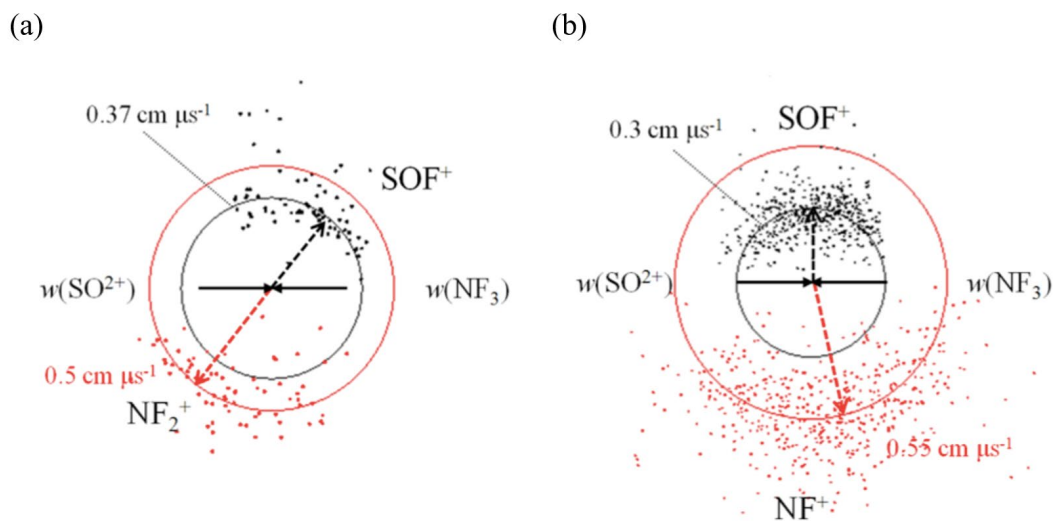 (a)
(b)
0.37 cm μs⁻¹
SOF⁺
w(SO²⁺)
w(NF₃)
0.5 cm μs⁻¹
NF₂⁺
SOF⁺
0.3 cm μs⁻¹
w(SO²⁺)
w(NF₃)
0.55 cm μs⁻¹
NF⁺